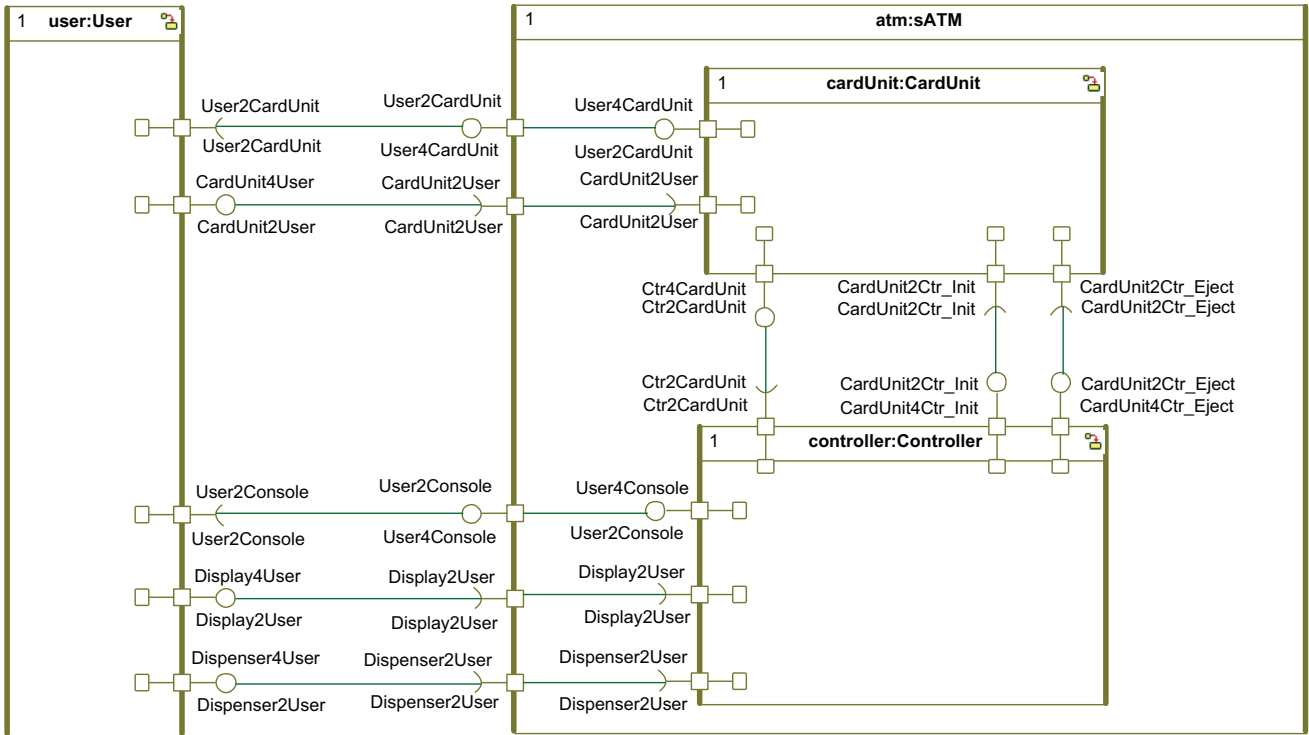 1 user:User
1 atm:sATM
1 cardUnit:CardUnit
User2CardUnit User2CardUnit User4CardUnit
User2CardUnit User4CardUnit User2CardUnit
CardUnit4User CardUnit2User CardUnit2User
CardUnit2User CardUnit2User CardUnit2User
Ctr4CardUnit CardUnit2Ctr_Init CardUnit2Ctr_Eject
Ctr2CardUnit CardUnit2Ctr_Init CardUnit2Ctr_Eject
Ctr2CardUnit CardUnit2Ctr_Init CardUnit2Ctr_Eject
Ctr2CardUnit CardUnit4Ctr_Init CardUnit4Ctr_Eject
1 controller:Controller
User2Console User2Console User4Console
User2Console User4Console User2Console
Display4User Display2User Display2User
Display2User Display2User Display2User
Dispenser4User Dispenser2User Dispenser2User
Dispenser2User Dispenser2User Dispenser2User